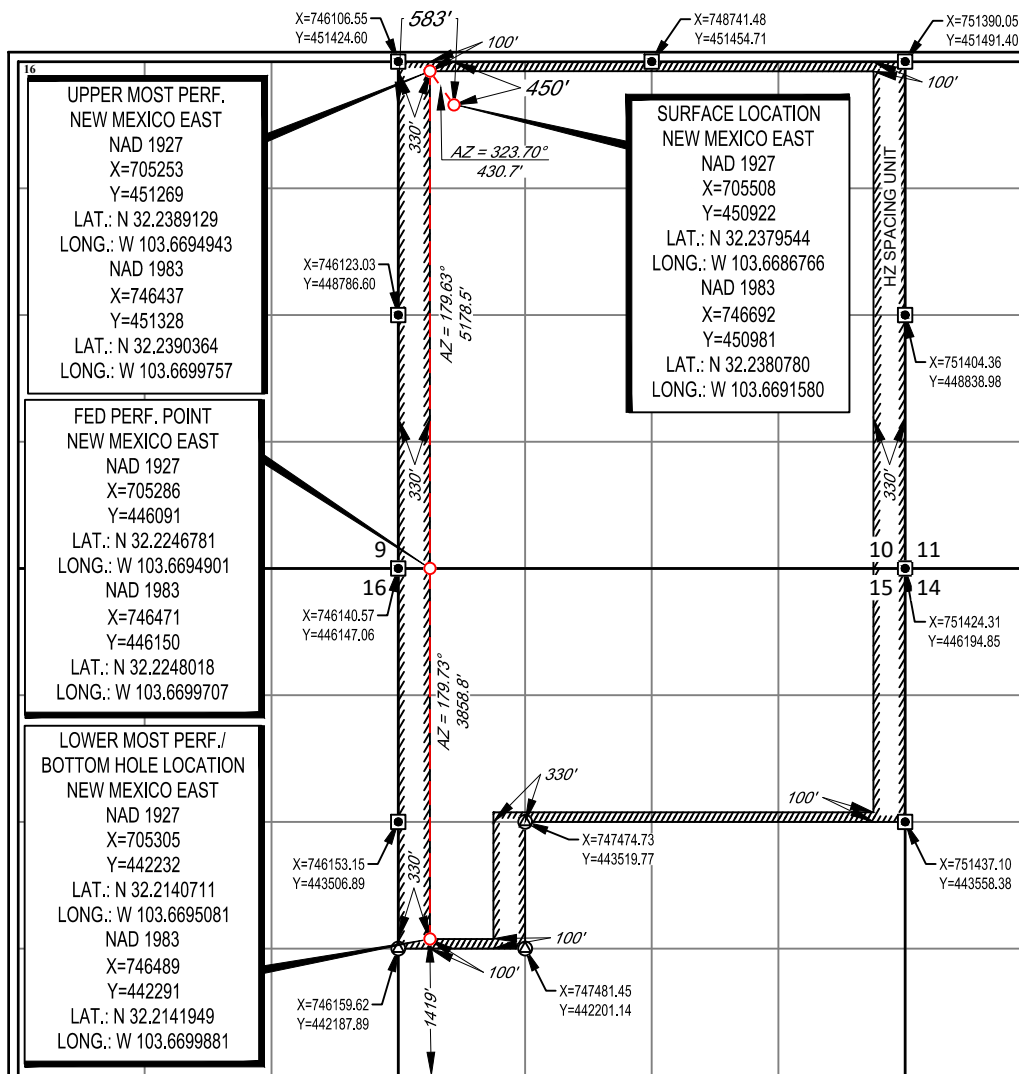 X=746106.55
Y=451424.60
583'
X=748741.48
Y=451454.71
X=751390.05
Y=451491.40
100'
100'
16
450'
330'
AZ = 323.70°
430.7'
UPPER MOST PERF.
NEW MEXICO EAST
NAD 1927
X=705253
Y=451269
LAT.: N 32.2389129
LONG.: W 103.6694943
NAD 1983
X=746437
Y=451328
LAT.: N 32.2390364
LONG.: W 103.6699757
SURFACE LOCATION
NEW MEXICO EAST
NAD 1927
X=705508
Y=450922
LAT.: N 32.2379544
LONG.: W 103.6686766
NAD 1983
X=746692
Y=450981
LAT.: N 32.2380780
LONG.: W 103.6691580
HZ SPACING UNIT
X=746123.03
Y=448786.60
AZ = 179.63°
5178.5'
X=751404.36
Y=448838.98
FED PERF. POINT
NEW MEXICO EAST
NAD 1927
X=705286
Y=446091
LAT.: N 32.2246781
LONG.: W 103.6694901
NAD 1983
X=746471
Y=446150
LAT.: N 32.2248018
LONG.: W 103.6699707
330'
330'
9
10
11
16
15
14
X=746140.57
Y=446147.06
X=751424.31
Y=446194.85
AZ = 179.73°
3858.8'
LOWER MOST PERF./
BOTTOM HOLE LOCATION
NEW MEXICO EAST
NAD 1927
X=705305
Y=442232
LAT.: N 32.2140711
LONG.: W 103.6695081
NAD 1983
X=746489
Y=442291
LAT.: N 32.2141949
LONG.: W 103.6699881
330'
100'
X=746153.15
Y=443506.89
330'
X=747474.73
Y=443519.77
X=751437.10
Y=443558.38
100'
100'
X=746159.62
Y=442187.89
1419'
X=747481.45
Y=442201.14